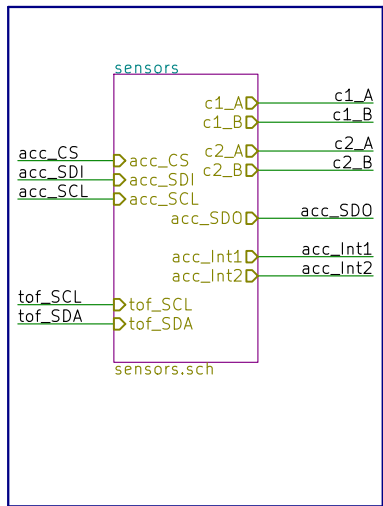 sensors
c1_A c1_A
c1_B c1_B
c2_A c2_A
acc_CS acc_CS
c2_B c2_B
acc_SDI acc_SDI
acc_SCL acc_SCL
acc_SDO acc_SDO
acc_Int1 acc_Int1
acc_Int2 acc_Int2
tof_SCL tof_SCL
tof_SDA tof_SDA
sensors.sch